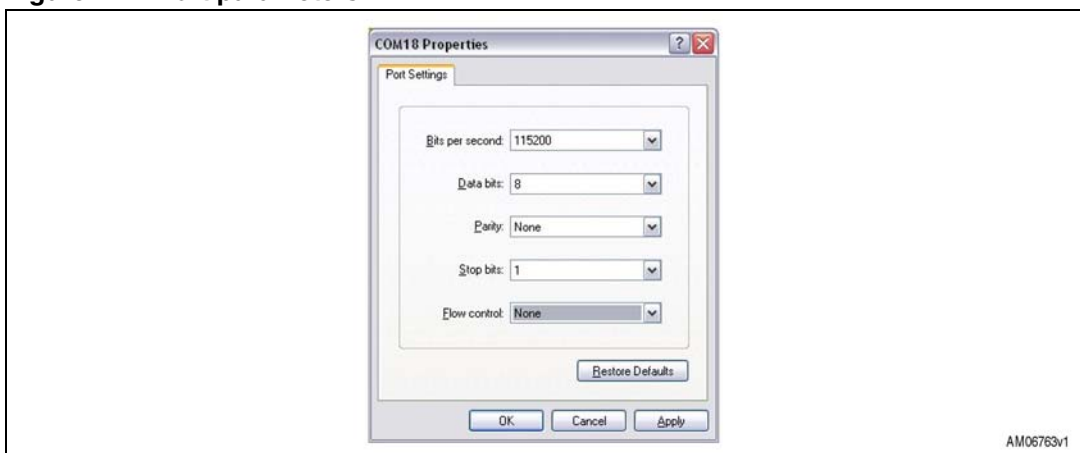 COM18 Properties
Port Settings
Bits per second: 115200
Data bits: 8
Parity: None
Stop bits: 1
Flow control: None
Restore Defaults
OK Cancel Apply
AM06763v1